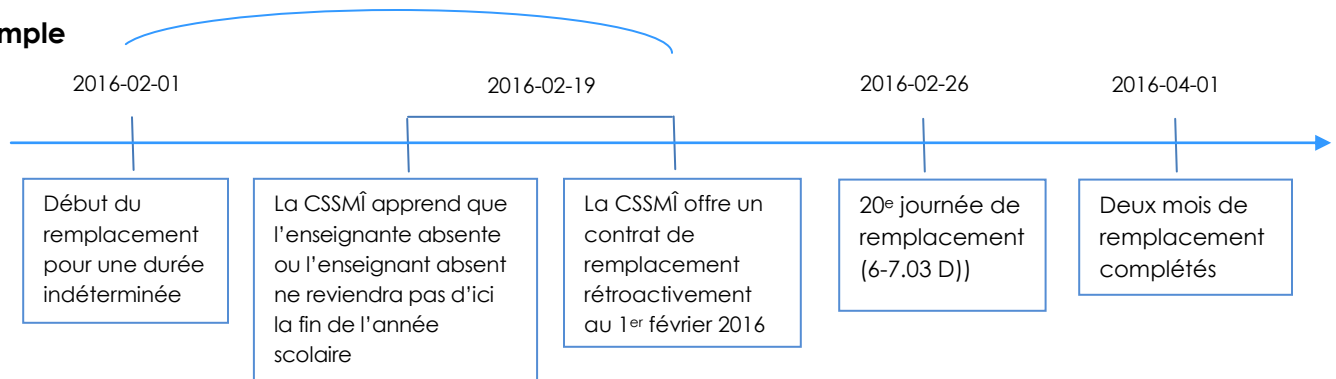 mple
2016-02-01
2016-02-19
2016-02-26
2016-04-01
Début du
remplacement
pour une durée
indéterminée
La CSSMÎ apprend que
l'enseignante absente
ou l'enseignant absent
ne reviendra pas d'ici
la fin de l'année
scolaire
La CSSMÎ offre un
contrat de
remplacement
rétroactivement
au 1er février 2016
20e journée de
remplacement
(6-7.03 D))
Deux mois de
remplacement
complétés